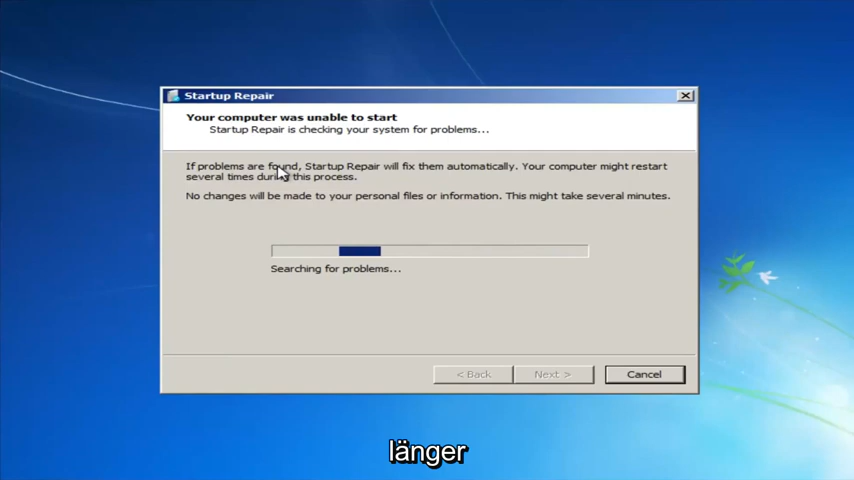 Startup Repair
Your computer was unable to start
Startup Repair is checking your system for problems...
If problems are found, Startup Repair will fix them automatically. Your computer might restart
several times during this process.
No changes will be made to your personal files or information. This might take several minutes.
Searching for problems...
< Back
Next >
Cancel
länger